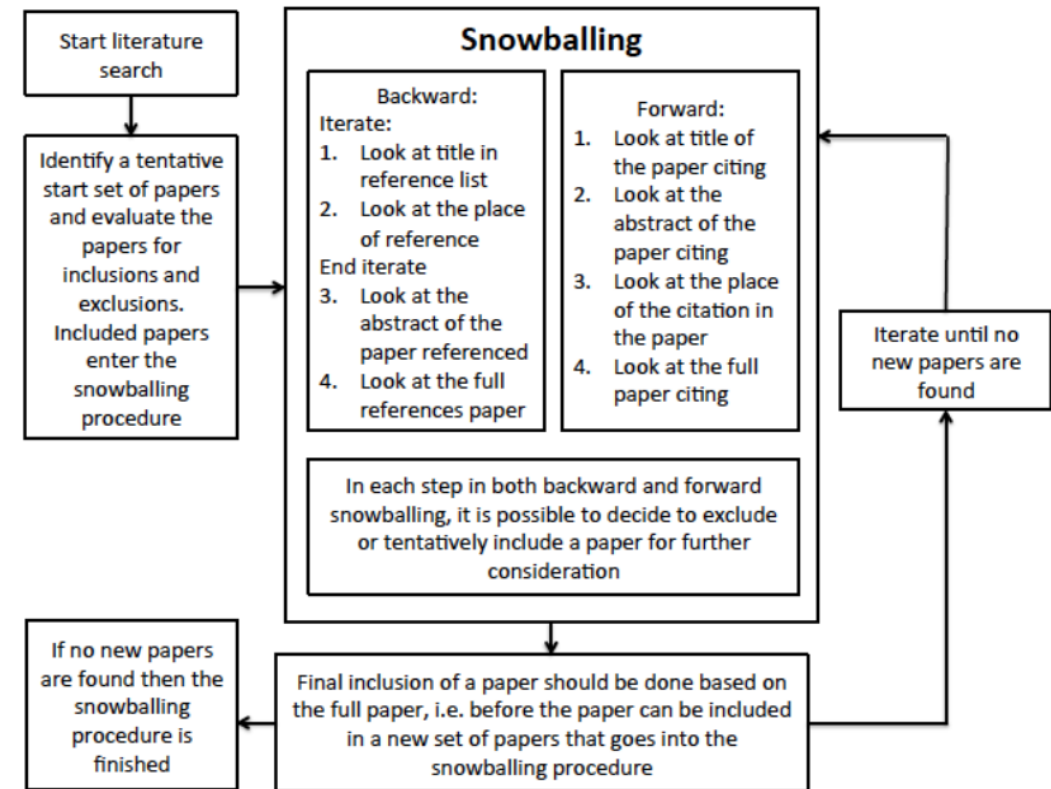 Start literature
search
Identify a tentative
start set of papers
and evaluate the
papers for
inclusions and
exclusions.
Included papers
enter the
snowballing
procedure
Snowballing
Backward:
Iterate:
1. Look at title in
reference list
2. Look at the place
of reference
End iterate
3. Look at the
abstract of the
paper referenced
4. Look at the full
references paper
Forward:
1. Look at title of
the paper citing
2. Look at the
abstract of the
paper citing
3. Look at the place
of the citation in
the paper
4. Look at the full
paper citing
In each step in both backward and forward
snowballing, it is possible to decide to exclude
or tentatively include a paper for further
consideration
Iterate until no
new papers are
found
Final inclusion of a paper should be done based on
the full paper, i.e. before the paper can be included
in a new set of papers that goes into the
snowballing procedure
If no new papers
are found then the
snowballing
procedure is
finished